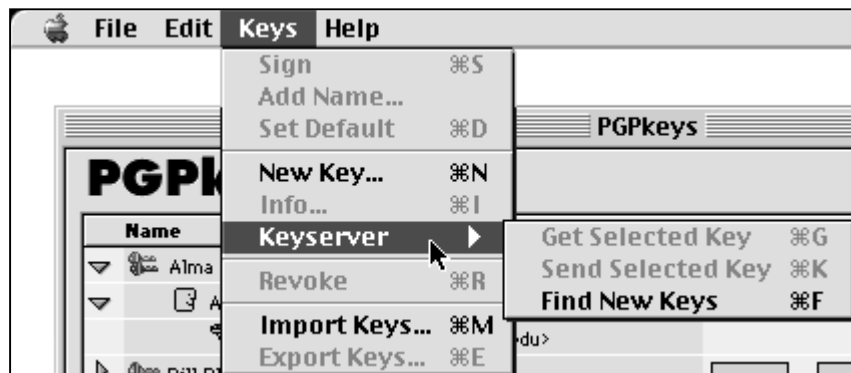 File Edit Keys Help
Sign ⌘S
Add Name...
Set Default ⌘D
PGPkeys
New Key... ⌘N
Info... ⌘I
Name
Keyserver
Get Selected Key ⌘G
Alma
Send Selected Key ⌘K
Revoke ⌘R
Find New Keys ⌘F
Import Keys... ⌘M
du>
Export Keys... ⌘E